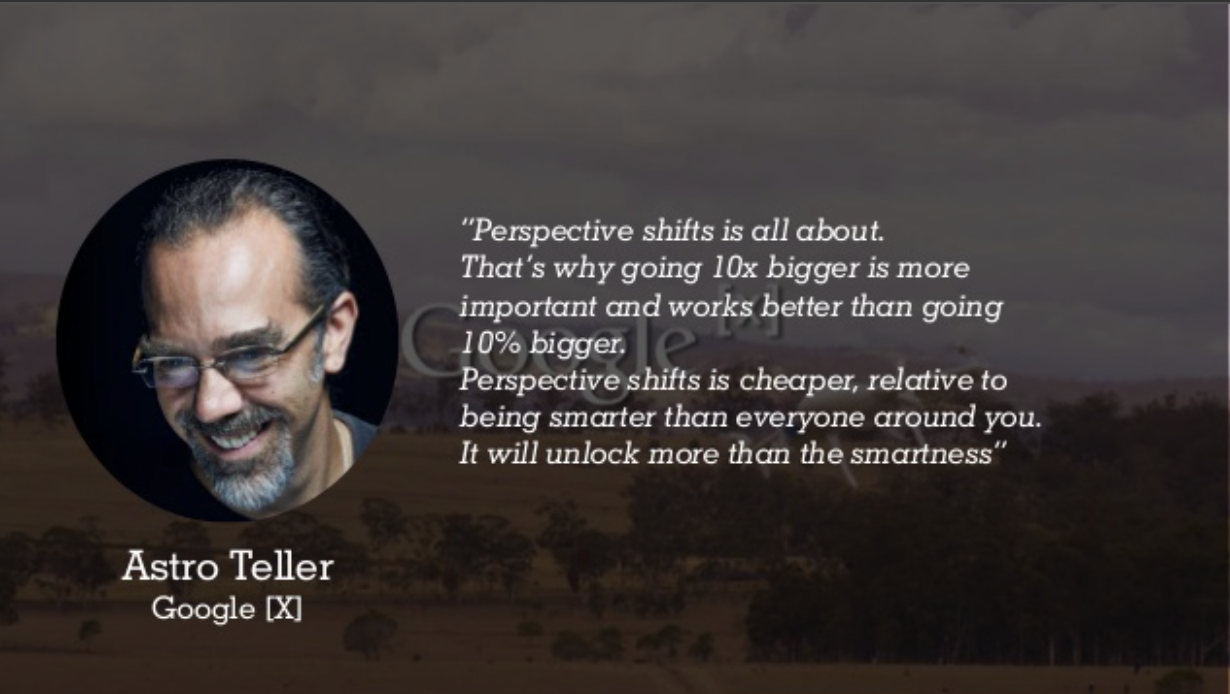 "Perspective shifts is all about.
That's why going 10x bigger is more
important and works better than going
10% bigger.
Perspective shifts is cheaper, relative to
being smarter than everyone around you.
It will unlock more than the smartness"
Google [x]
Astro Teller
Google [X]